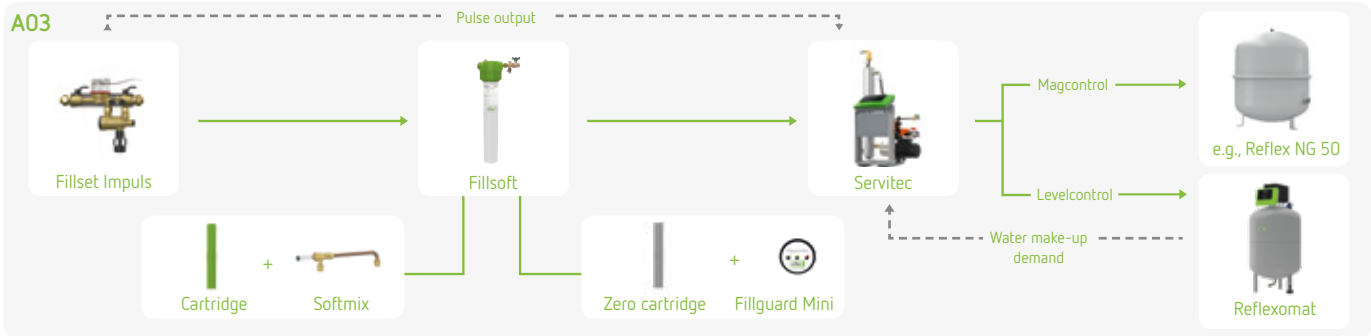 A03
Pulse output
Fillset Impuls
Fillsoft
Servitec
Magcontrol
e.g., Reflex NG 50
Levelcontrol
Water make-up
demand
Reflexomat
Cartridge
+
Softmix
Zero cartridge
+
Fillguard Mini